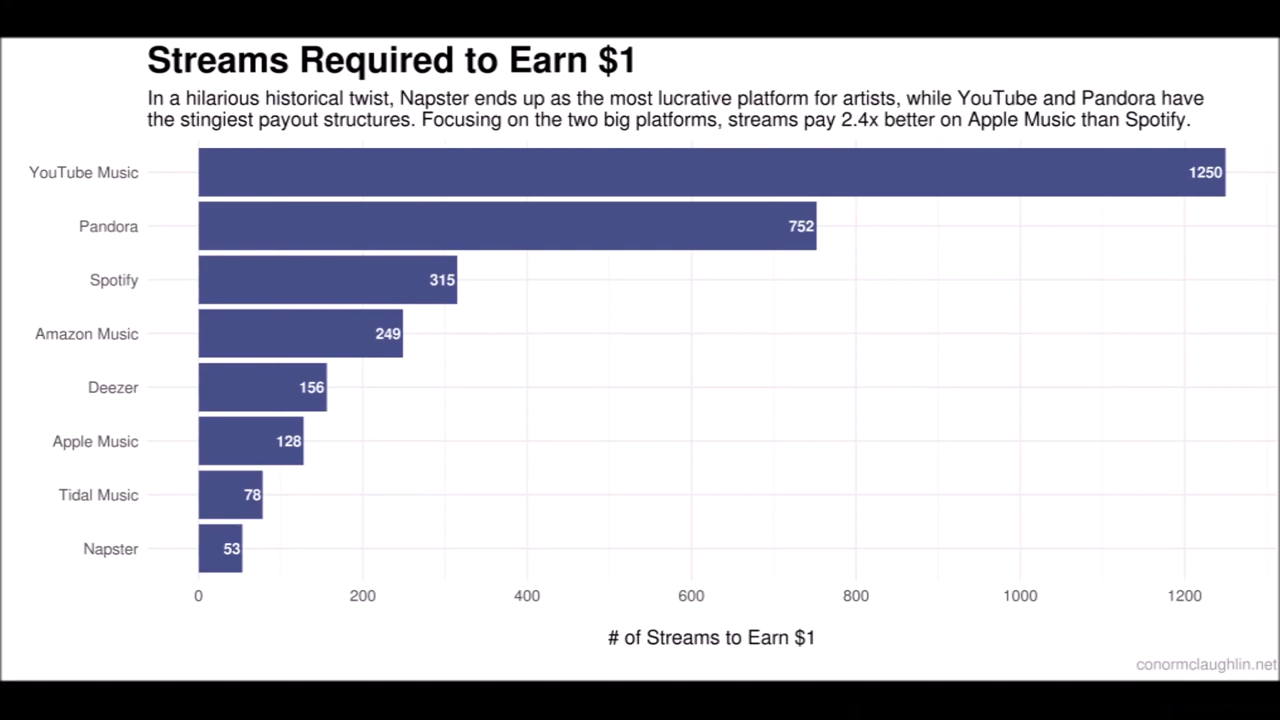 Streams Required to Earn $1
In a hilarious historical twist, Napster ends up as the most lucrative platform for artists, while YouTube and Pandora have
the stingiest payout structures. Focusing on the two big platforms, streams pay 2.4x better on Apple Music than Spotify.
YouTube Music 1250
Pandora 752
Spotify 315
Amazon Music 249
Deezer 156
Apple Music 128
Tidal Music 78
Napster 53
0 200 400 600 800 1000 1200
# of Streams to Earn $1
conormclaughlin.net